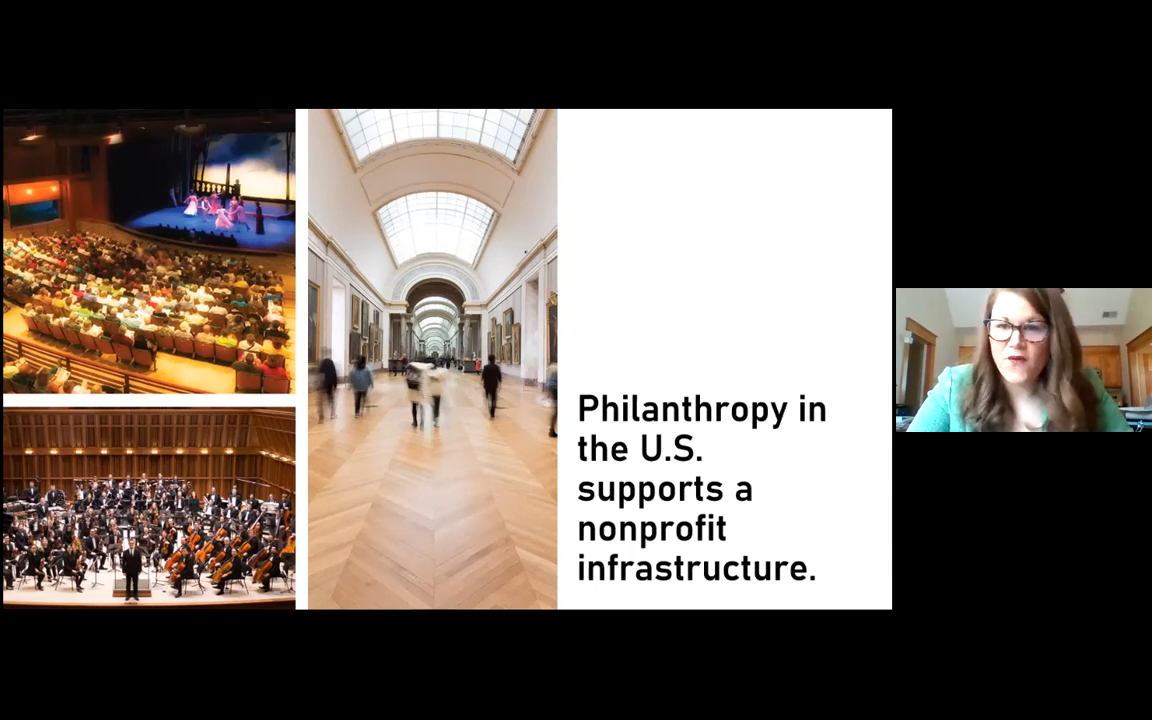 Philanthropy in
the U.S.
supports a
nonprofit
infrastructure.